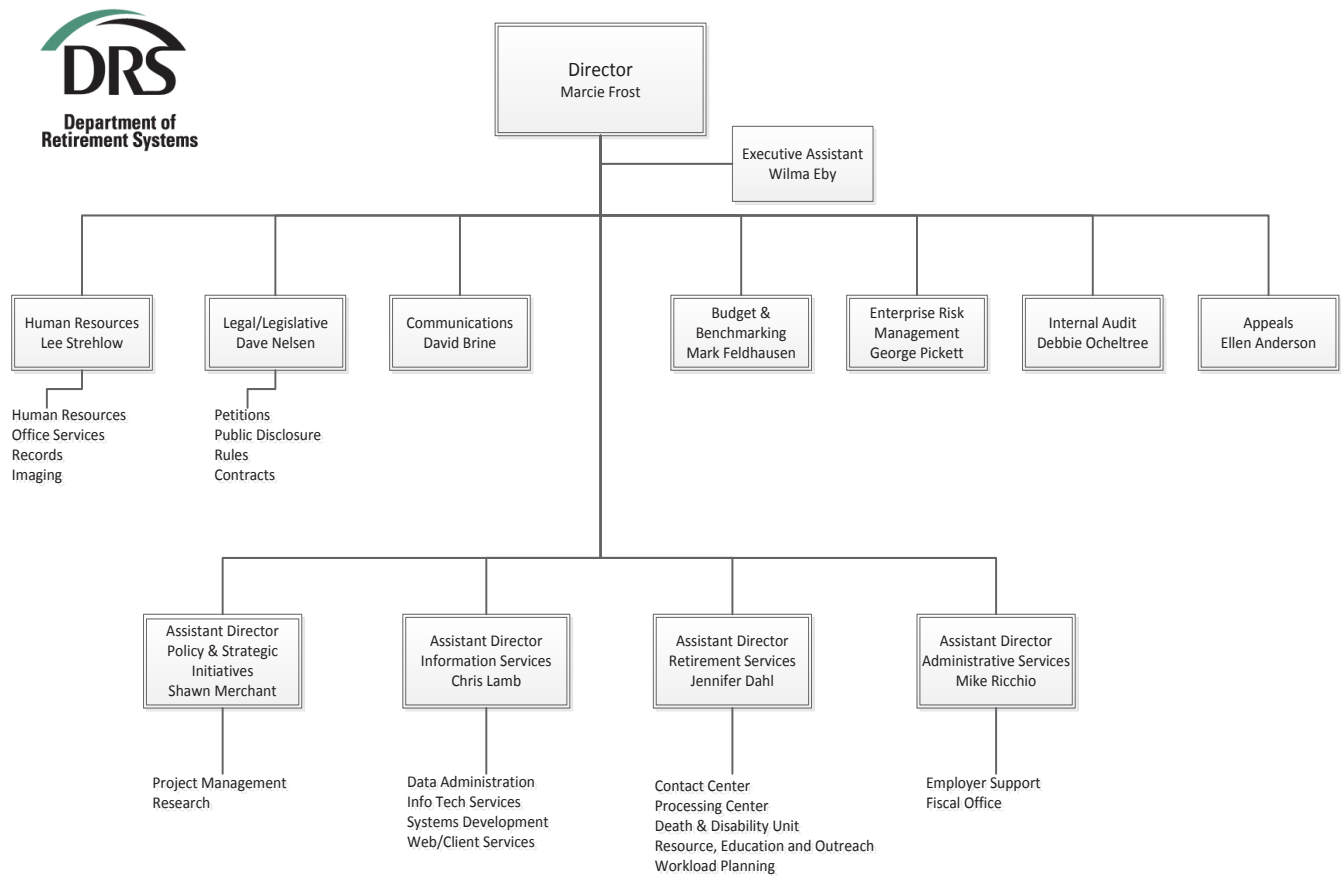 DRS
Department of
Retirement Systems
Director
Marcie Frost
Executive Assistant
Wilma Eby
Human Resources
Lee Strehlow
Legal/Legislative
Dave Nelsen
Communications
David Brine
Budget &
Benchmarking
Mark Feldhausen
Enterprise Risk
Management
George Pickett
Internal Audit
Debbie Ocheltree
Appeals
Ellen Anderson
Human Resources
Office Services
Records
Imaging
Petitions
Public Disclosure
Rules
Contracts
Assistant Director
Policy & Strategic
Initiatives
Shawn Merchant
Assistant Director
Information Services
Chris Lamb
Assistant Director
Retirement Services
Jennifer Dahl
Assistant Director
Administrative Services
Mike Ricchio
Project Management
Research
Data Administration
Info Tech Services
Systems Development
Web/Client Services
Contact Center
Processing Center
Death & Disability Unit
Resource, Education and Outreach
Workload Planning
Employer Support
Fiscal Office